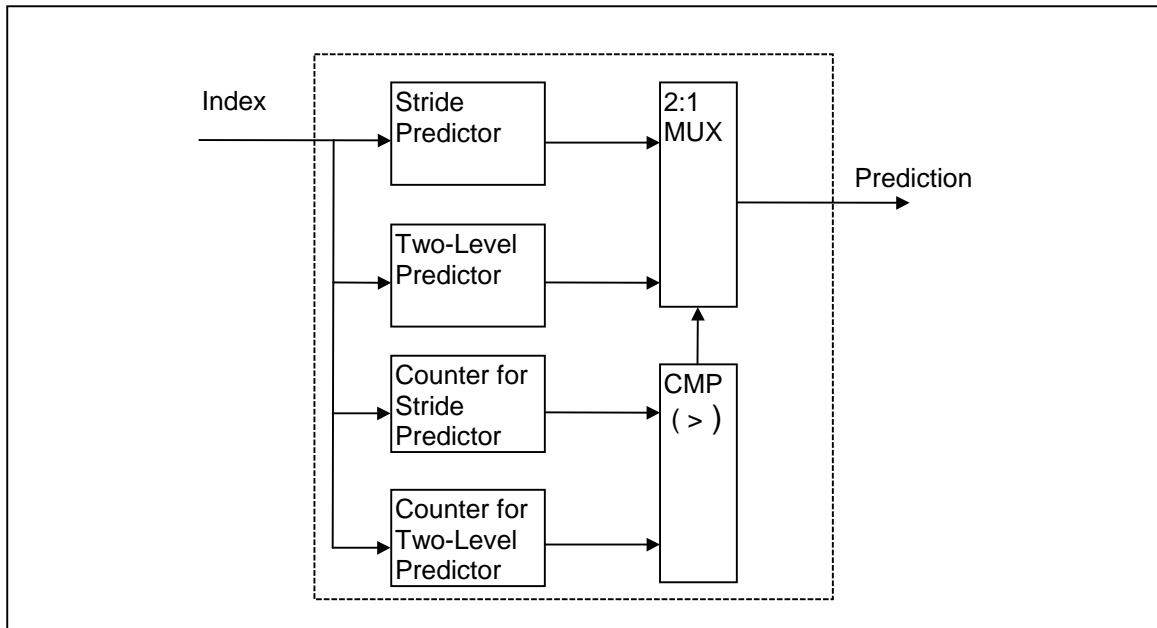 Index
Stride
Predictor
2:1
MUX
Prediction
Two-Level
Predictor
Counter for
Stride
Predictor
CMP
( > )
Counter for
Two-Level
Predictor